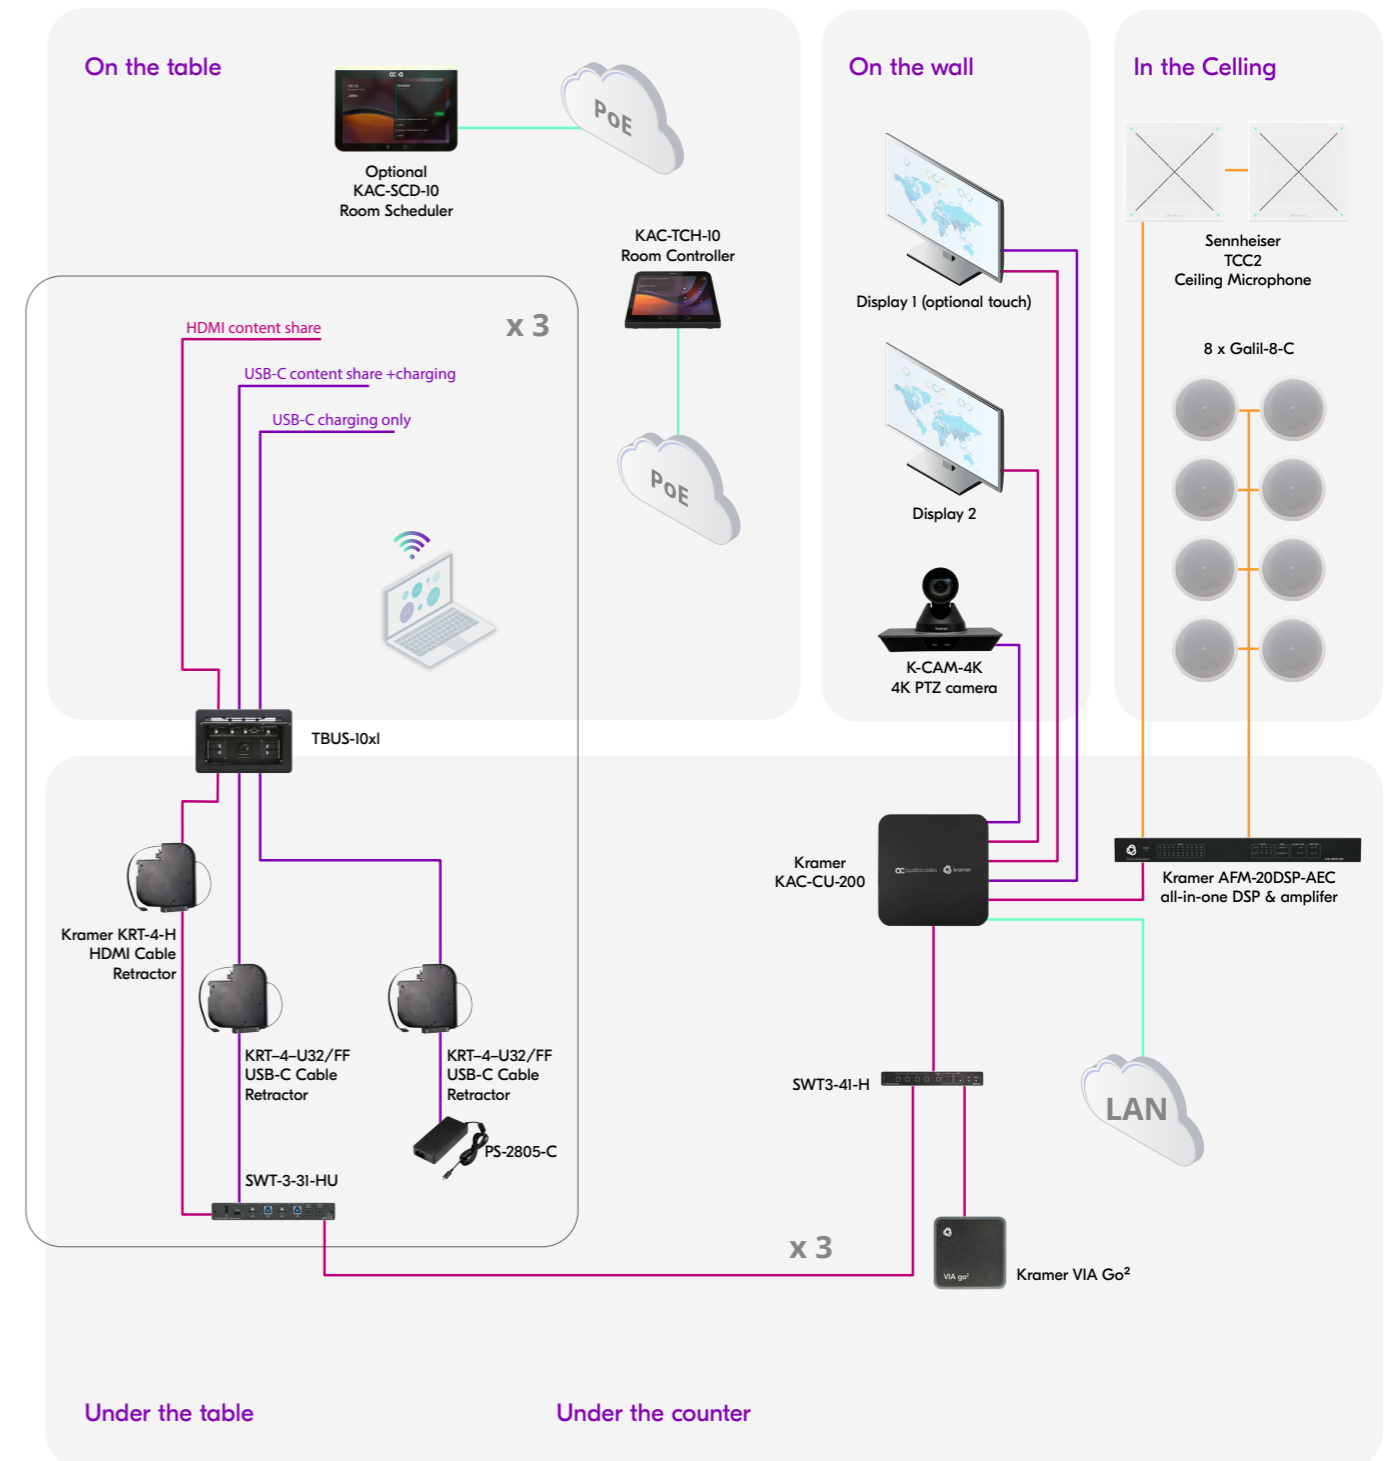 On the table
On the wall
In the Celling
PoE
Optional
KAC-SCD-10
Room Scheduler
KAC-TCH-10
Room Controller
PoE
x 3
HDMI content share
USB-C content share +charging
USB-C charging only
TBUS-10xl
Display 1 (optional touch)
Display 2
K-CAM-4K
4K PTZ camera
Sennheiser
TCC2
Ceiling Microphone
8 x Galil-8-C
Kramer KRT-4-H
HDMI Cable
Retractor
KRT–4–U32/FF
USB-C Cable
Retractor
KRT–4–U32/FF
USB-C Cable
Retractor
PS-2805-C
SWT-3-31-HU
x 3
Kramer
KAC-CU-200
audiocodes kramer
Kramer AFM-20DSP-AEC
all-in-one DSP & amplifer
SWT3-41-H
LAN
VIA go²
Kramer VIA Go²
Under the table
Under the counter